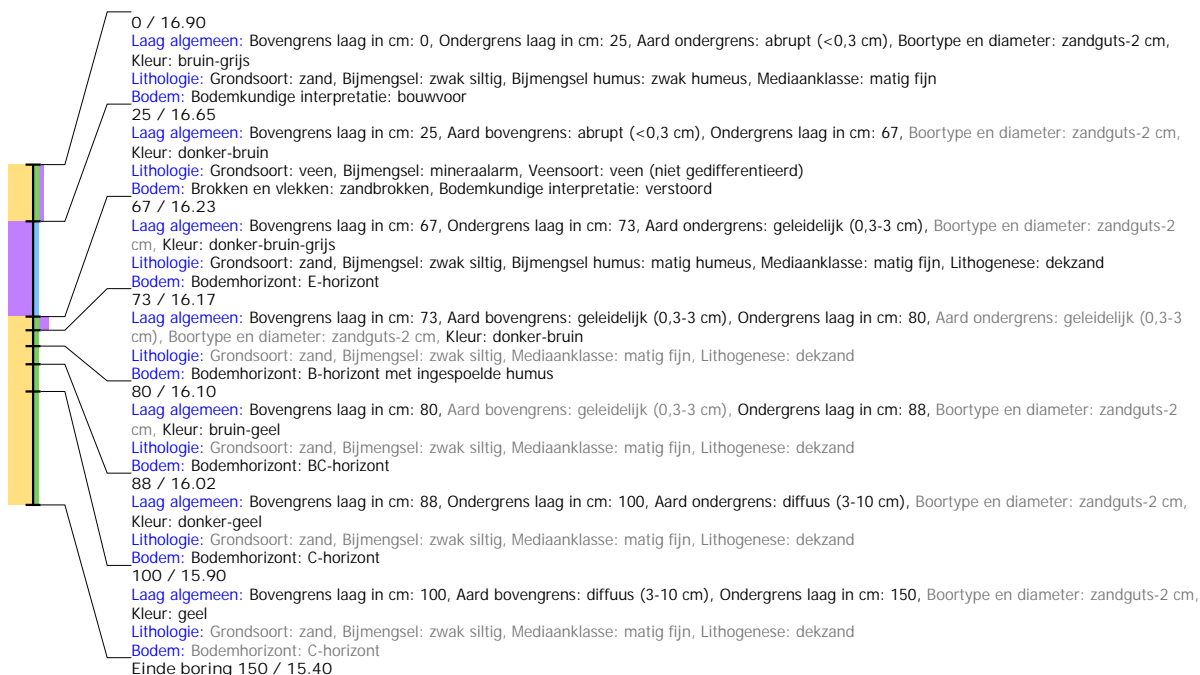 0 / 16.90
Laag algemeen: Bovengrens laag in cm: 0, Ondergrens laag in cm: 25, Aard ondergrens: abrupt (<0,3 cm), Boortype en diameter: zandguts-2 cm,
Kleur: bruin-grijs
Lithologie: Grondsoort: zand, Bijmengsel: zwak siltig, Bijmengsel humus: zwak humeus, Mediaanklasse: matig fijn
Bodem: Bodemkundige interpretatie: bouwvoor
25 / 16.65
Laag algemeen: Bovengrens laag in cm: 25, Aard bovengrens: abrupt (<0,3 cm), Ondergrens laag in cm: 67, Boortype en diameter: zandguts-2 cm,
Kleur: donker-bruin
Lithologie: Grondsoort: veen, Bijmengsel: mineraalarm, Veensoort: veen (niet gedifferentieerd)
Bodem: Brokken en vlekken: zandbrokken, Bodemkundige interpretatie: verstoord
67 / 16.23
Laag algemeen: Bovengrens laag in cm: 67, Ondergrens laag in cm: 73, Aard ondergrens: geleidelijk (0,3-3 cm), Boortype en diameter: zandguts-2
cm, Kleur: donker-bruin-grijs
Lithologie: Grondsoort: zand, Bijmengsel: zwak siltig, Bijmengsel humus: matig humeus, Mediaanklasse: matig fijn, Lithogenese: dekzand
Bodem: Bodemhorizont: E-horizont
73 / 16.17
Laag algemeen: Bovengrens laag in cm: 73, Aard bovengrens: geleidelijk (0,3-3 cm), Ondergrens laag in cm: 80, Aard ondergrens: geleidelijk (0,3-3
cm), Boortype en diameter: zandguts-2 cm, Kleur: donker-bruin
Lithologie: Grondsoort: zand, Bijmengsel: zwak siltig, Mediaanklasse: matig fijn, Lithogenese: dekzand
Bodem: Bodemhorizont: B-horizont met ingespoelde humus
80 / 16.10
Laag algemeen: Bovengrens laag in cm: 80, Aard bovengrens: geleidelijk (0,3-3 cm), Ondergrens laag in cm: 88, Boortype en diameter: zandguts-2
cm, Kleur: bruin-geel
Lithologie: Grondsoort: zand, Bijmengsel: zwak siltig, Mediaanklasse: matig fijn, Lithogenese: dekzand
Bodem: Bodemhorizont: BC-horizont
88 / 16.02
Laag algemeen: Bovengrens laag in cm: 88, Ondergrens laag in cm: 100, Aard ondergrens: diffuus (3-10 cm), Boortype en diameter: zandguts-2 cm,
Kleur: donker-geel
Lithologie: Grondsoort: zand, Bijmengsel: zwak siltig, Mediaanklasse: matig fijn, Lithogenese: dekzand
Bodem: Bodemhorizont: C-horizont
100 / 15.90
Laag algemeen: Bovengrens laag in cm: 100, Aard bovengrens: diffuus (3-10 cm), Ondergrens laag in cm: 150, Boortype en diameter: zandguts-2 cm,
Kleur: geel
Lithologie: Grondsoort: zand, Bijmengsel: zwak siltig, Mediaanklasse: matig fijn, Lithogenese: dekzand
Bodem: Bodemhorizont: C-horizont
Einde boring 150 / 15.40